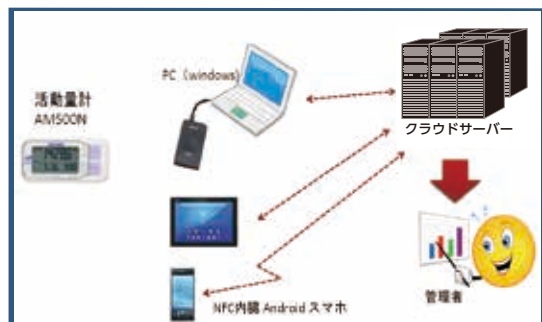 PC（windows）
活動量計
AM500N
クラウドサーバー
NFC内臓 Android スマホ
管理者